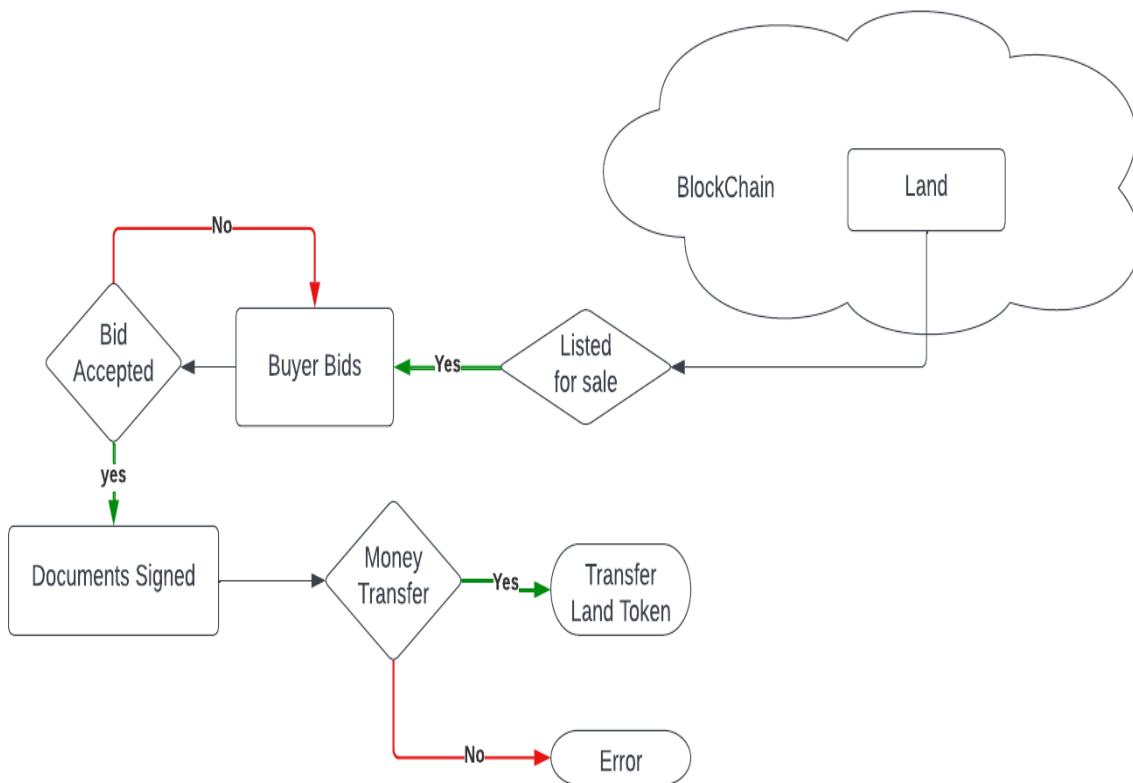 BlockChain
Land
No
Bid
Accepted
Buyer Bids
Yes
Listed
for sale
yes
Documents Signed
Money
Transfer
Yes
Transfer
Land Token
No
Error